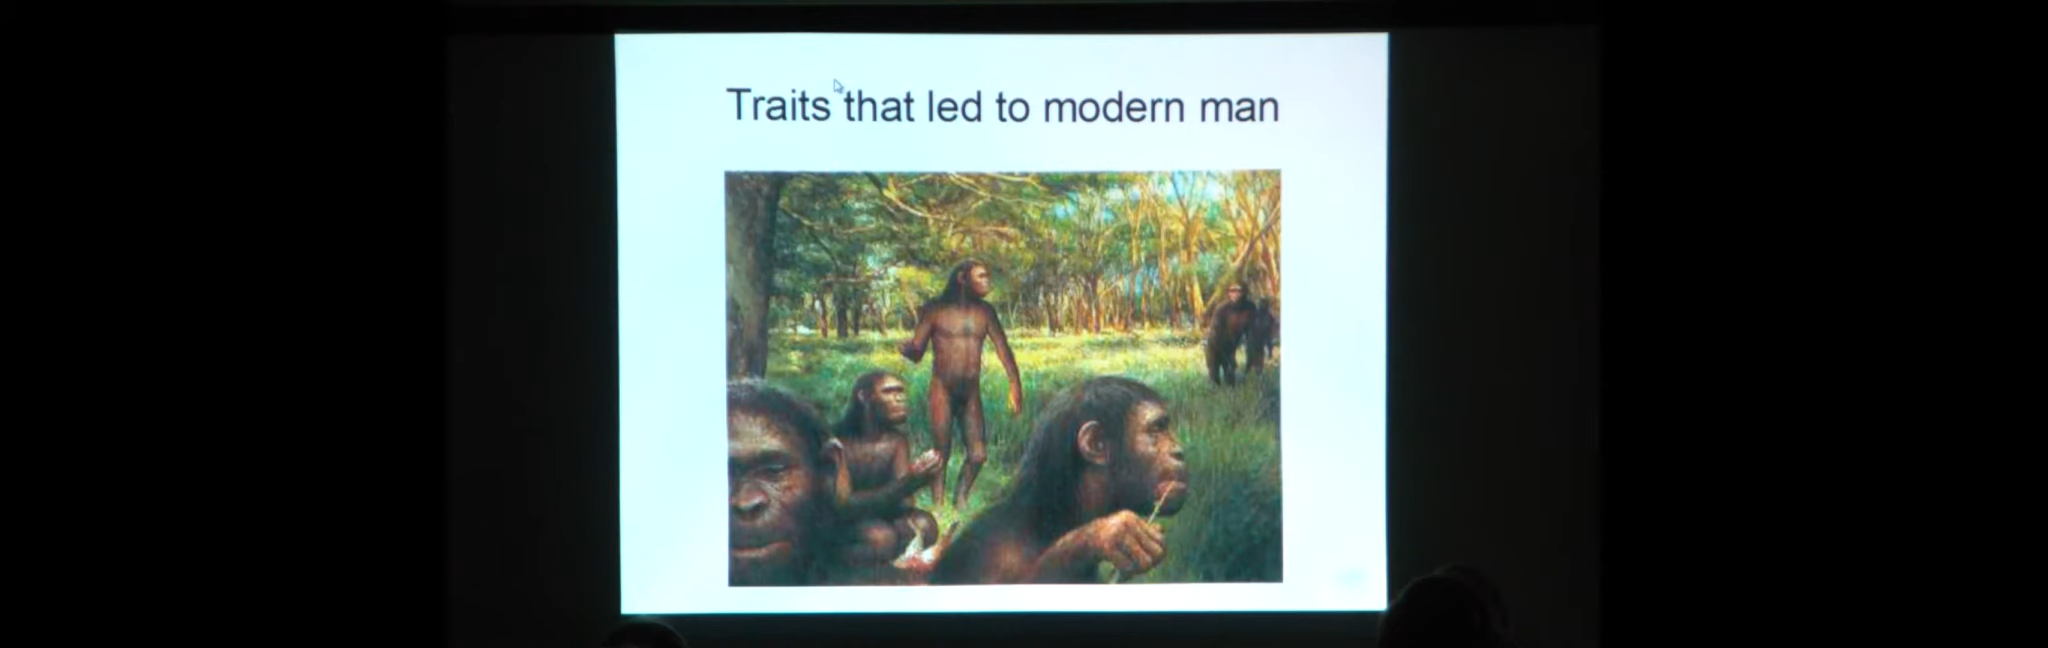 Traits that led to modern man